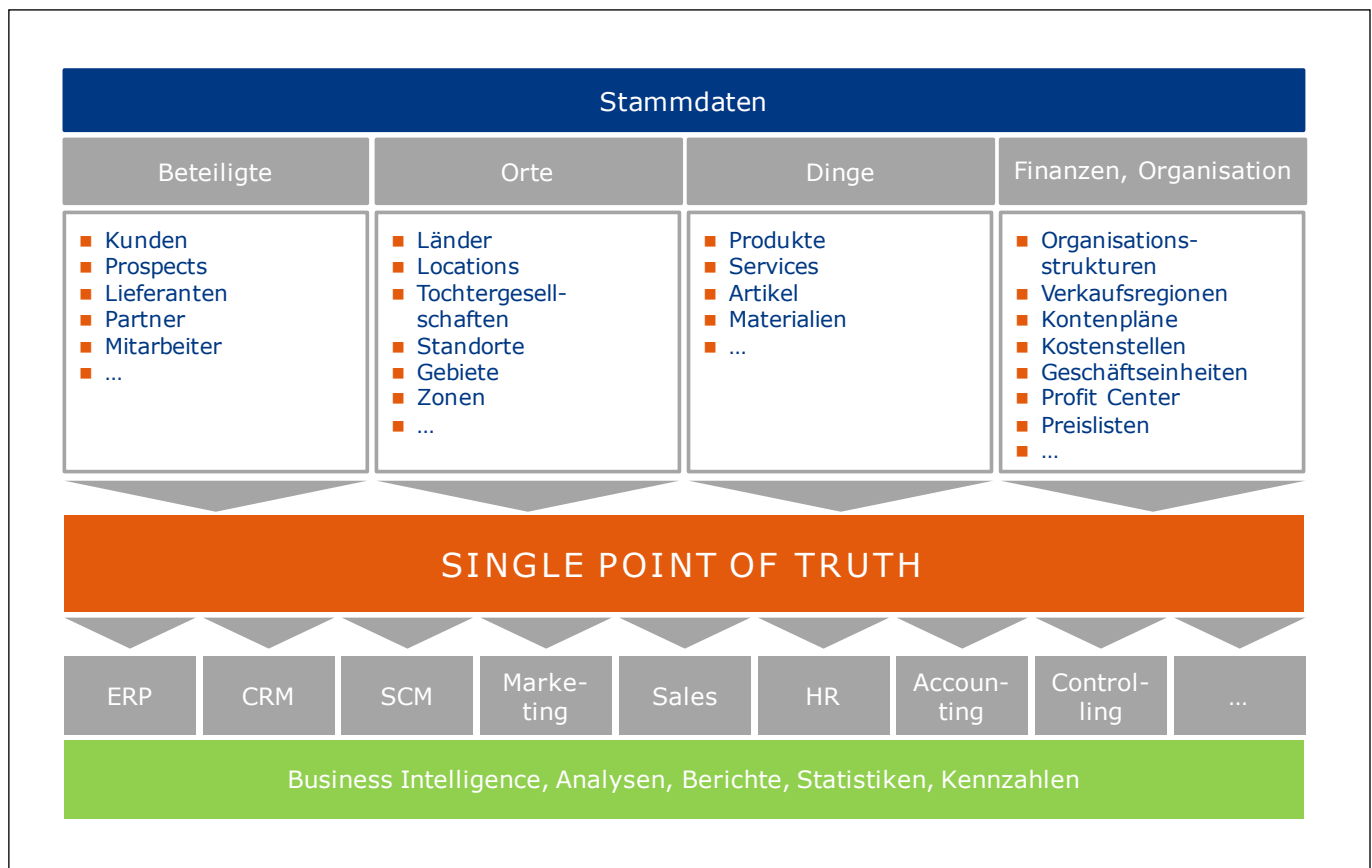 Stammdaten
Beteiligte
Orte
Dinge
Finanzen, Organisation
Kunden
Prospects
Lieferanten
Partner
Mitarbeiter
...
Länder
Locations
Tochtergesell-
schaften
Standorte
Gebiete
Zonen
...
Produkte
Services
Artikel
Materialien
...
Organisations-
strukturen
Verkaufsregionen
Kontenpläne
Kostenstellen
Geschäftseinheiten
Profit Center
Preislisten
...
SINGLE POINT OF TRUTH
ERP
CRM
SCM
Marke-
ting
Sales
HR
Accoun-
ting
Control-
ling
...
Business Intelligence, Analysen, Berichte, Statistiken, Kennzahlen